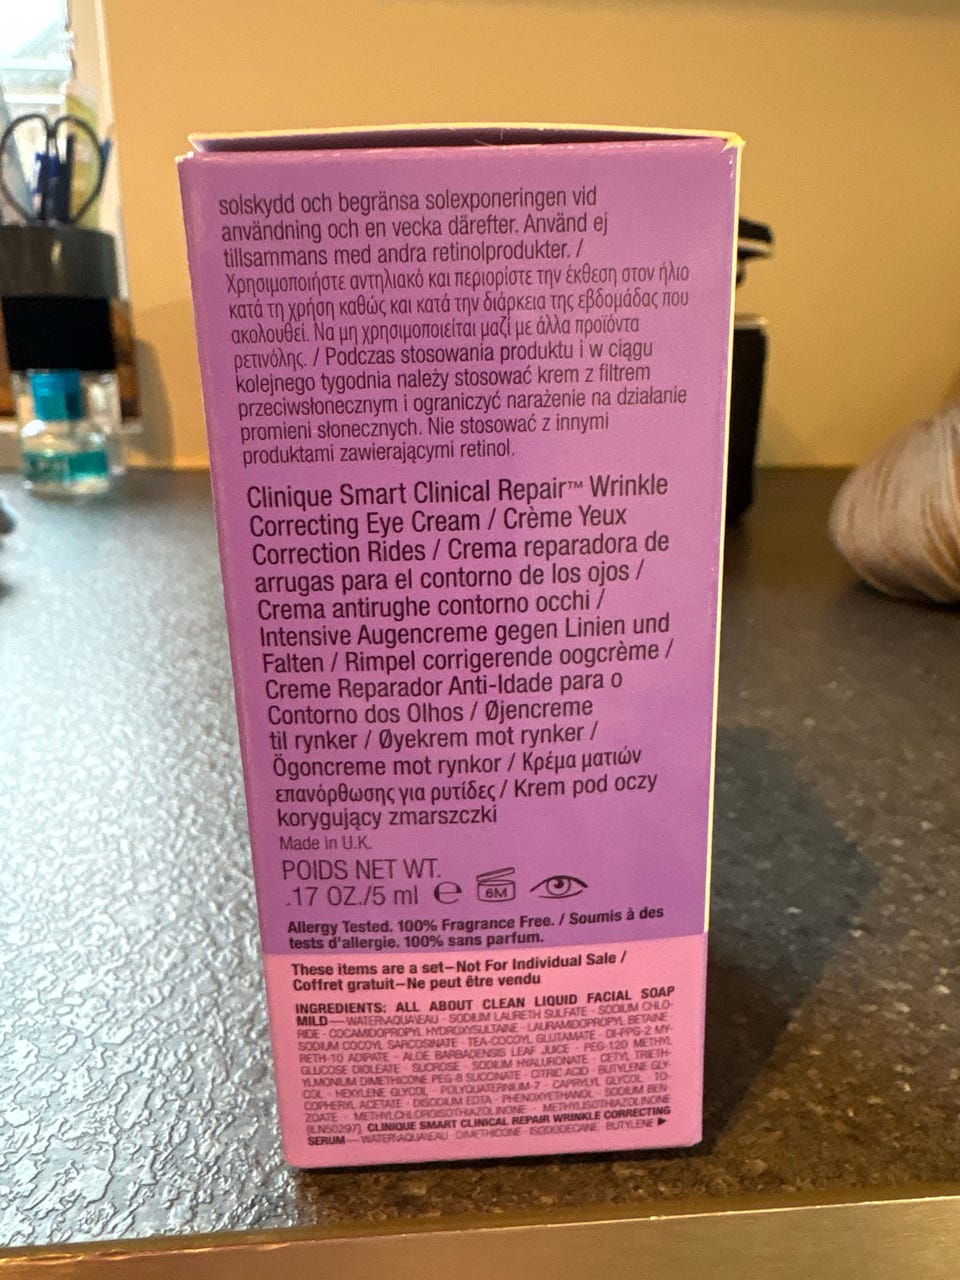 solskydd och begränsa solexponeringen vid
användning och en vecka därefter. Använd ej
tillsammans med andra retinolprodukter. /
Χρησιμοποιήστε αντηλιακό και περιορίστε την έκθεση στον ήλιο
κατά τη χρήση καθώς και κατά την διάρκεια της εβδομάδας που
ακολουθεί. Να μη χρησιμοποιείται μαζί με άλλα προϊόντα
ρετινόλης. / Podczas stosowania produktu i w ciągu
kolejnego tygodnia należy stosować krem z filtrem
przeciwsłonecznym i ograniczyć narażenie na działanie
promieni słonecznych. Nie stosować z innymi
produktami zawierającymi retinol.
Clinique Smart Clinical Repair™ Wrinkle
Correcting Eye Cream / Crème Yeux
Correction Rides / Crema reparadora de
arrugas para el contorno de los ojos /
Crema antirughe contorno occhi /
Intensive Augencreme gegen Linien und
Falten / Rimpel corrigerende oogcrème /
Creme Reparador Anti-Idade para o
Contorno dos Olhos / Øjencreme
til rynker / Øyekrem mot rynker /
Ögoncreme mot rynkor / Κρέμα ματιών
επανόρθωσης για ρυτίδες / Krem pod oczy
korygujący zmarszczki
Made in U.K.
POIDS NET WT.
.17 OZ./5 ml e 6M
Allergy Tested. 100% Fragrance Free. / Soumis à des
tests d'allergie. 100% sans parfum.
These items are a set–Not For Individual Sale /
Coffret gratuit–Ne peut être vendu
INGREDIENTS: ALL ABOUT CLEAN LIQUID FACIAL SOAP
MILD—WATER\AQUA\EAU · SODIUM LAURETH SULFATE · SODIUM CHLO-
RIDE · COCAMIDOPROPYL HYDROXYSULTAINE · LAURAMIDOPROPYL BETAINE ·
SODIUM COCOYL SARCOSINATE · TEA-COCOYL GLUTAMATE · DI-PPG-2 MY-
RETH-10 ADIPATE · ALOE BARBADENSIS LEAF JUICE · PEG-120 METHYL
GLUCOSE DIOLEATE · SUCROSE · SODIUM HYALURONATE · CETYL TRIETH-
YLMONIUM DIMETHICONE PEG-8 SUCCINATE · CITRIC ACID · BUTYLENE GLY-
COL · HEXYLENE GLYCOL · POLYQUATERNIUM-7 · CAPRYLYL GLYCOL · TO-
COPHERYL ACETATE · DISODIUM EDTA · PHENOXYETHANOL · SODIUM BEN-
ZOATE · METHYLCHLOROISOTHIAZOLINONE · METHYLISOTHIAZOLINONE
[ILN50297] CLINIQUE SMART CLINICAL REPAIR WRINKLE CORRECTING
SERUM—WATER\AQUA\EAU · DIMETHICONE · ISODODECANE · BUTYLENE ▶